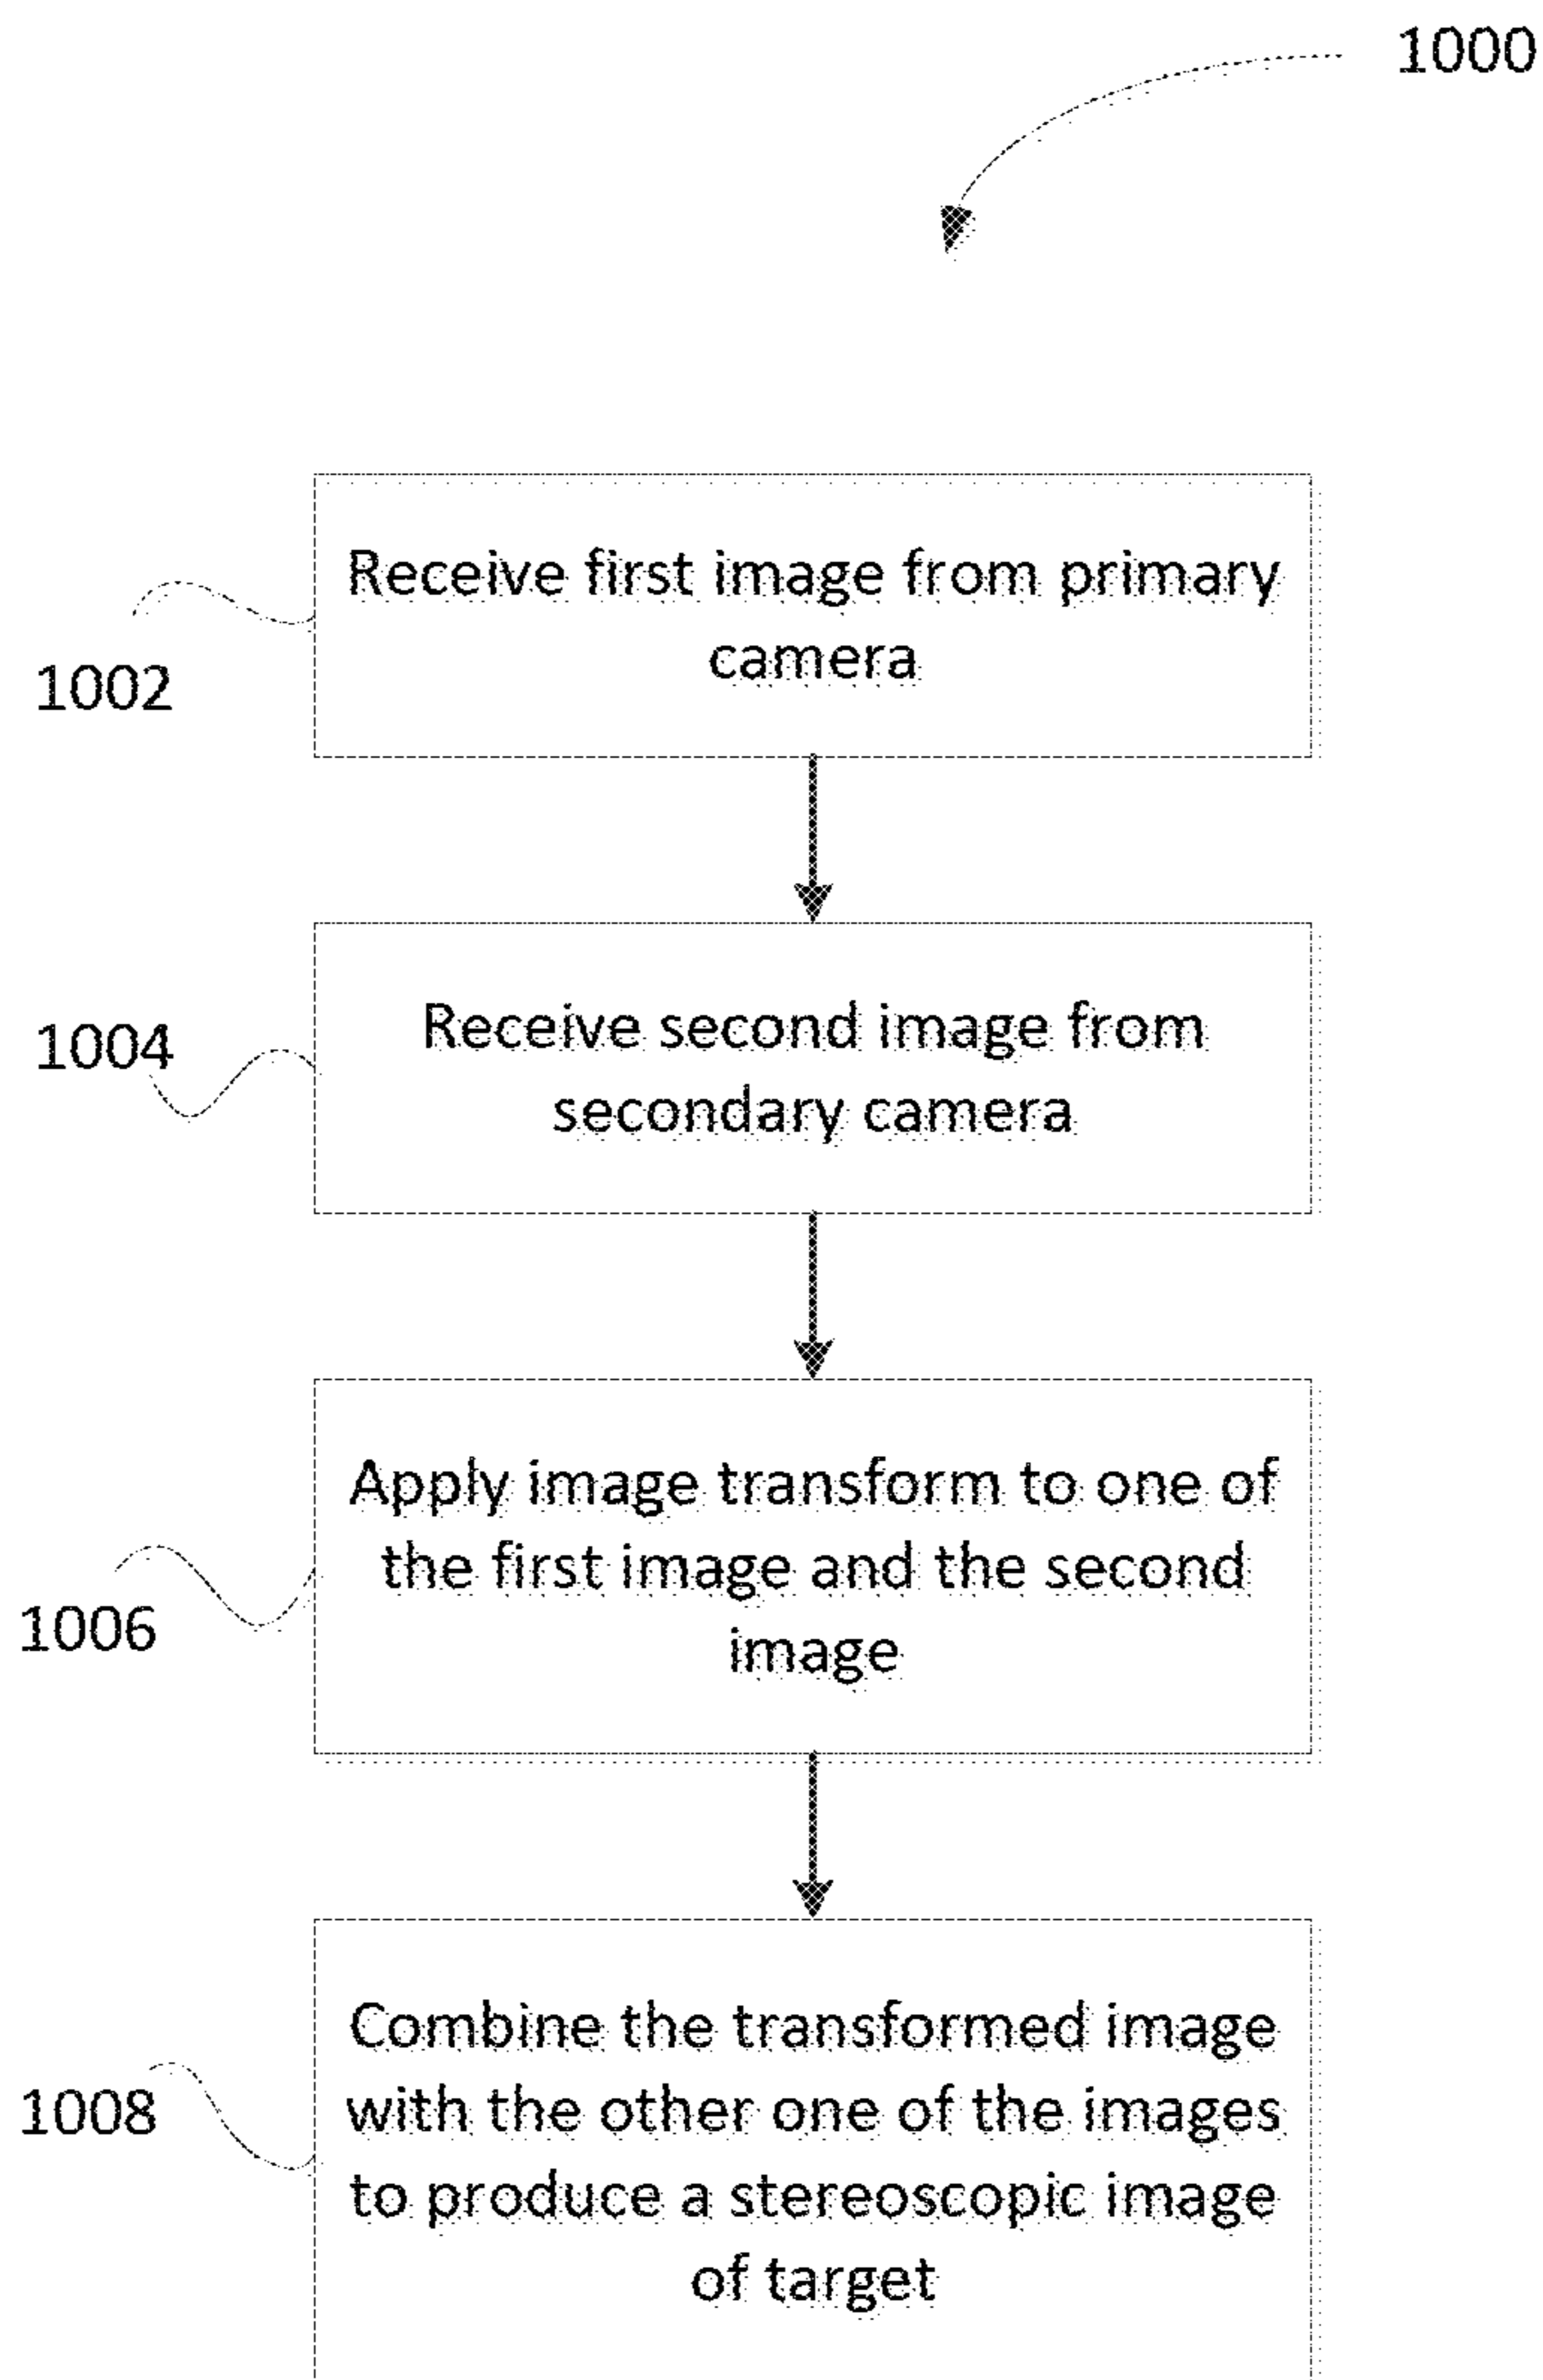 1000
Receive first image from primary
camera
1002
Receive second image from
secondary camera
1004
Apply image transform to one of
the first image and the second
image
1006
Combine the transformed image
with the other one of the images
to produce a stereoscopic image
of target
1008